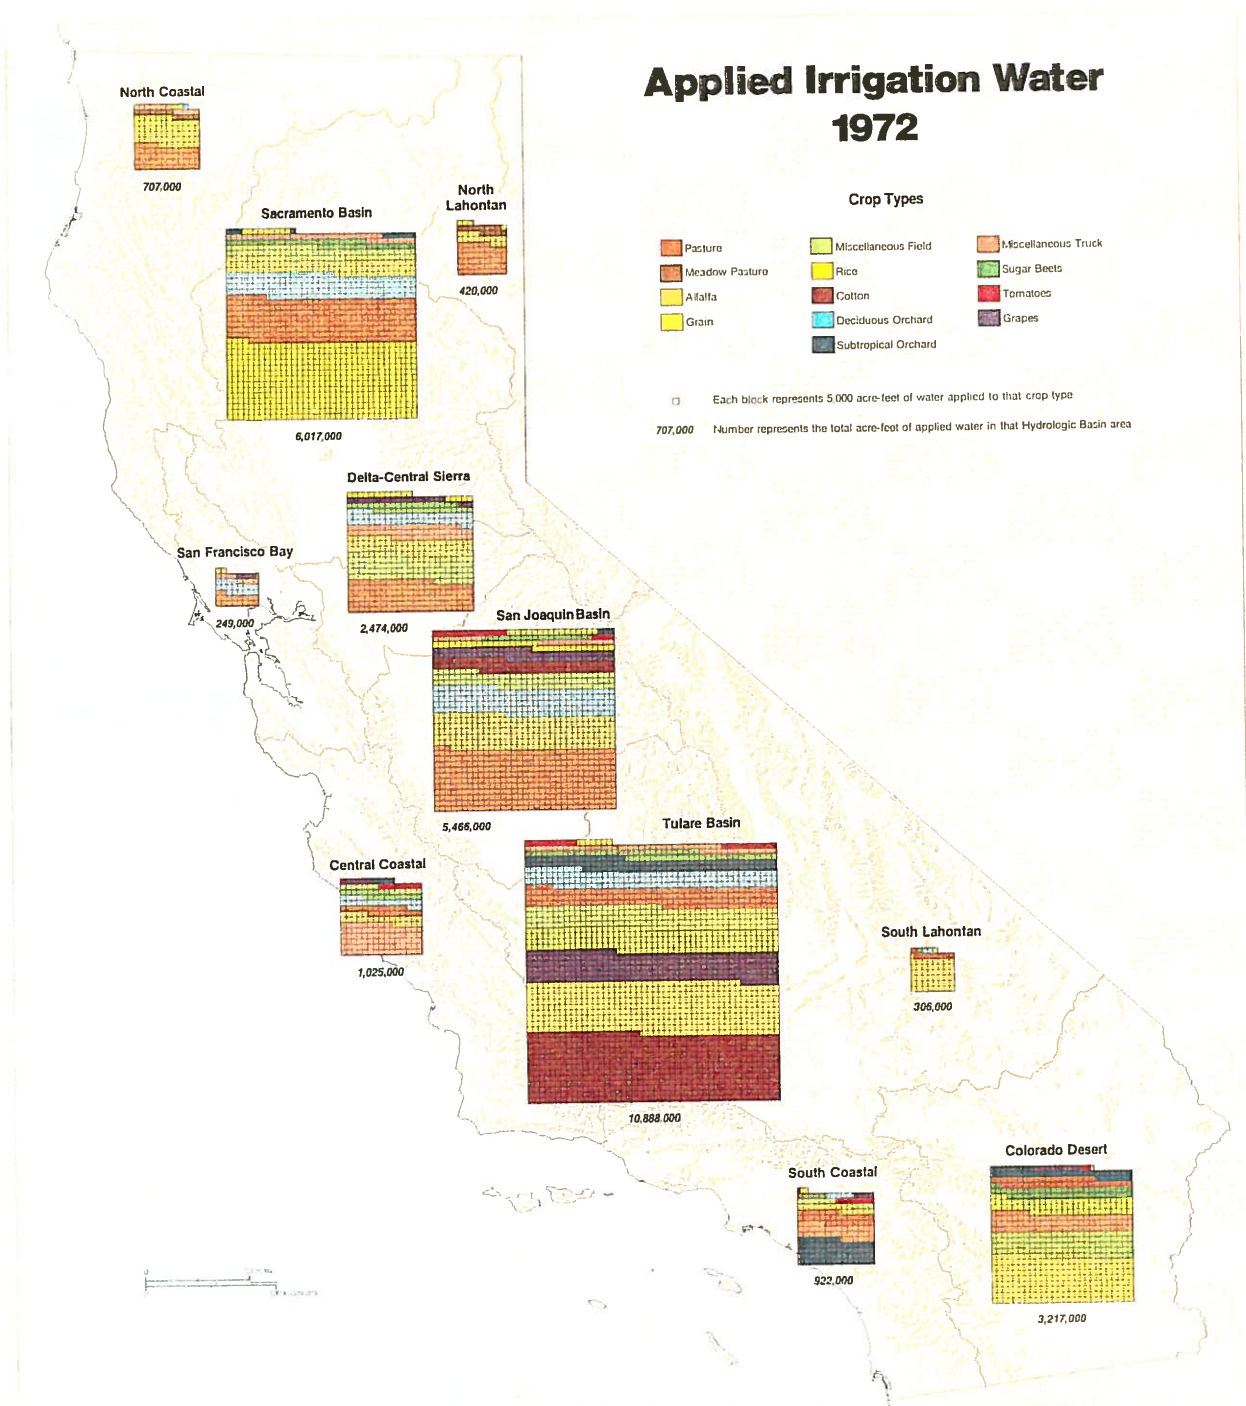 Applied Irrigation Water
1972
Crop Types
Pasture
Meadow Pasture
Alfalfa
Grain
Miscellaneous Field
Rice
Cotton
Deciduous Orchard
Subtropical Orchard
Miscellaneous Truck
Sugar Beets
Tomatoes
Grapes
Each block represents 5,000 acre-feet of water applied to that crop type
707,000 Number represents the total acre-feet of applied water in that Hydrologic Basin area
North Coastal
707,000
North
Lahontan
420,000
Sacramento Basin
6,017,000
Delta-Central Sierra
2,474,000
San Francisco Bay
249,000
San Joaquin Basin
5,466,000
Tulare Basin
10,888,000
Central Coastal
1,025,000
South Lahontan
306,000
South Coastal
922,000
Colorado Desert
3,217,000